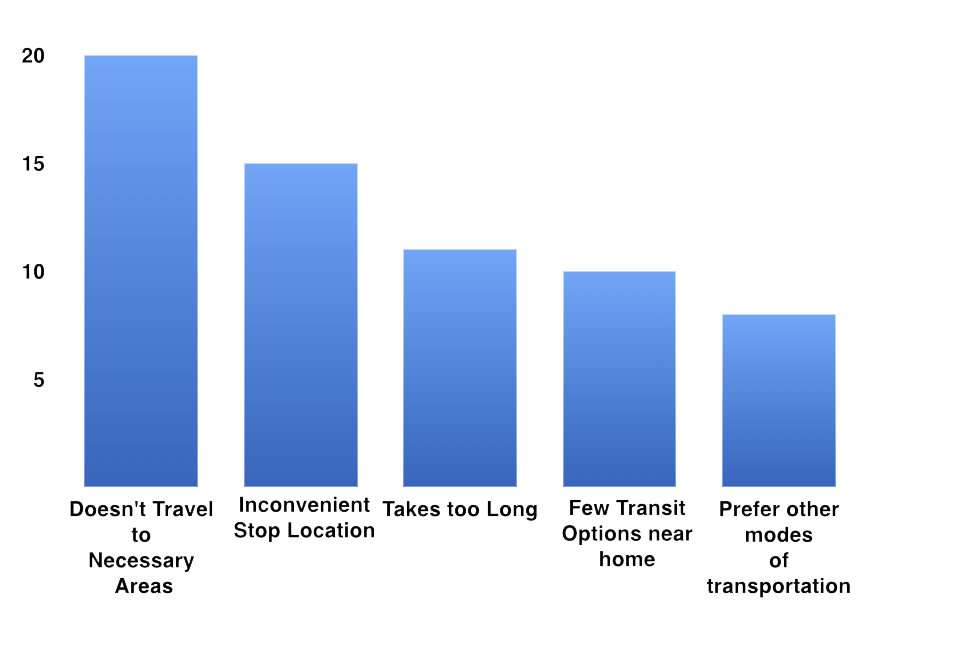 20
15
10
5
Doesn't Travel
to
Necessary
Areas
Inconvenient
Stop Location
Takes too Long
Few Transit
Options near
home
Prefer other
modes
of
transportation